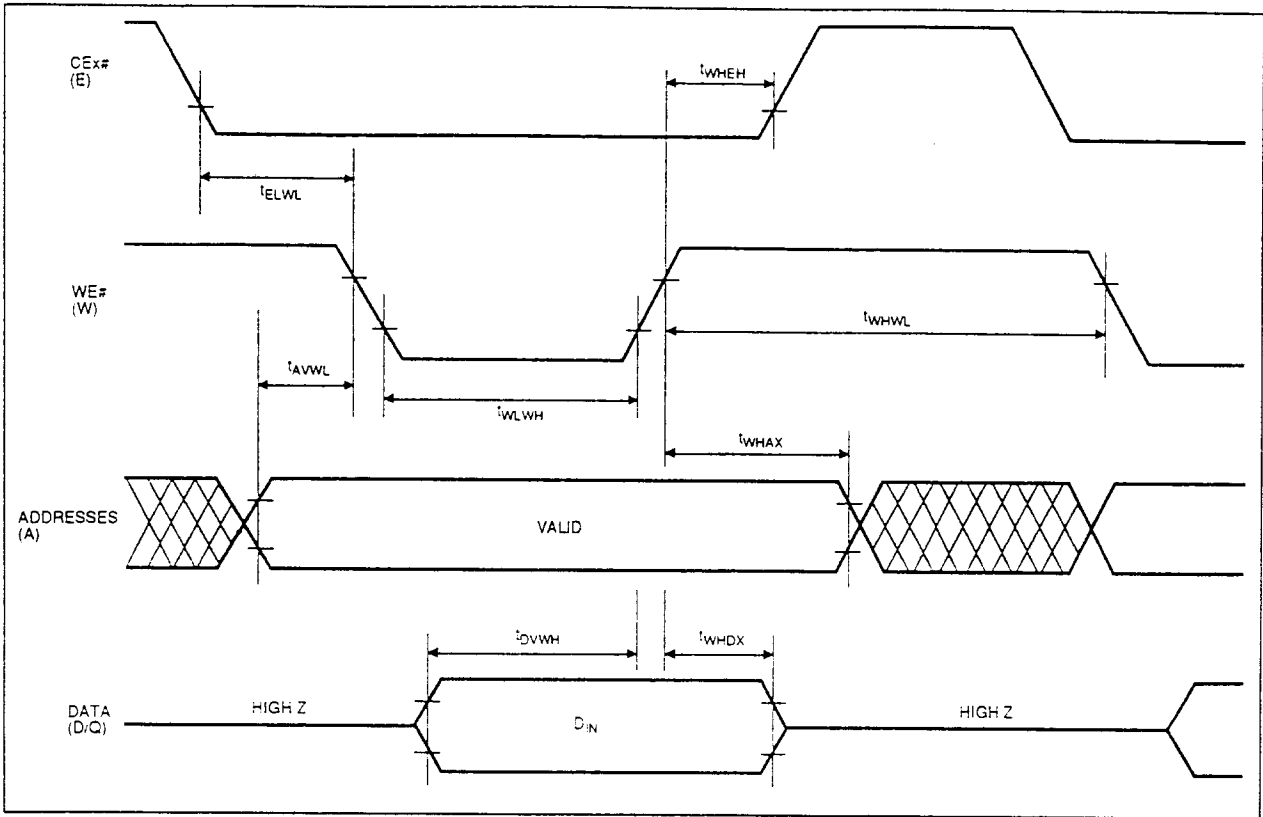 CEx#
(E)
tWHEH
tELWL
WE#
(W)
tWHWL
tAVWL
tWLWH
tWHAX
ADDRESSES
(A)
VALID
tDVWH
tWHDX
DATA
(D/Q)
HIGH Z
DIN
HIGH Z